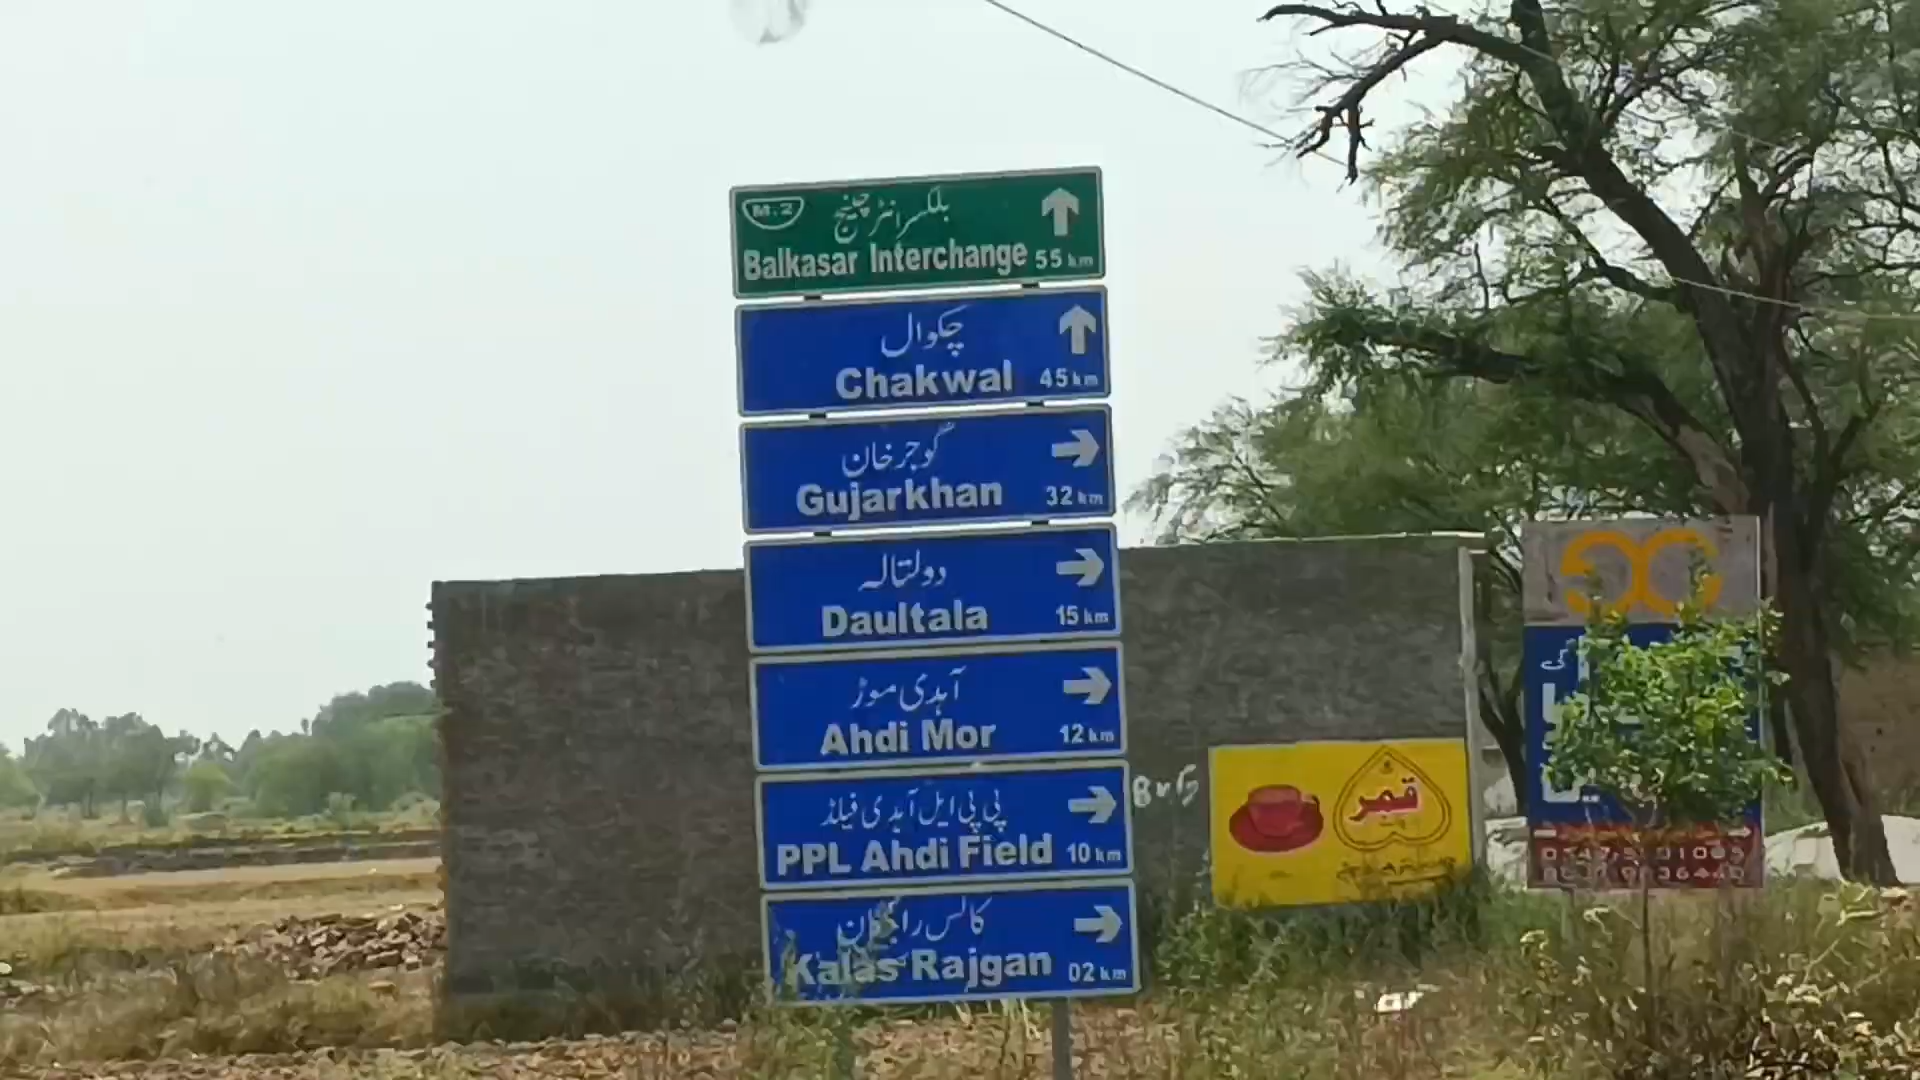 M.2 بلکسر انٹرچینج
Balkasar Interchange 55 km
چکوال
Chakwal 45 km
گوجرخان
Gujarkhan 32 km
دولتالہ
Daultala 15 km
آہدی موڑ
Ahdi Mor 12 km
پی پی ایل آہدی فیلڈ
PPL Ahdi Field 10 km
کالس راجگان
Kalas Rajgan 02 km
قمر